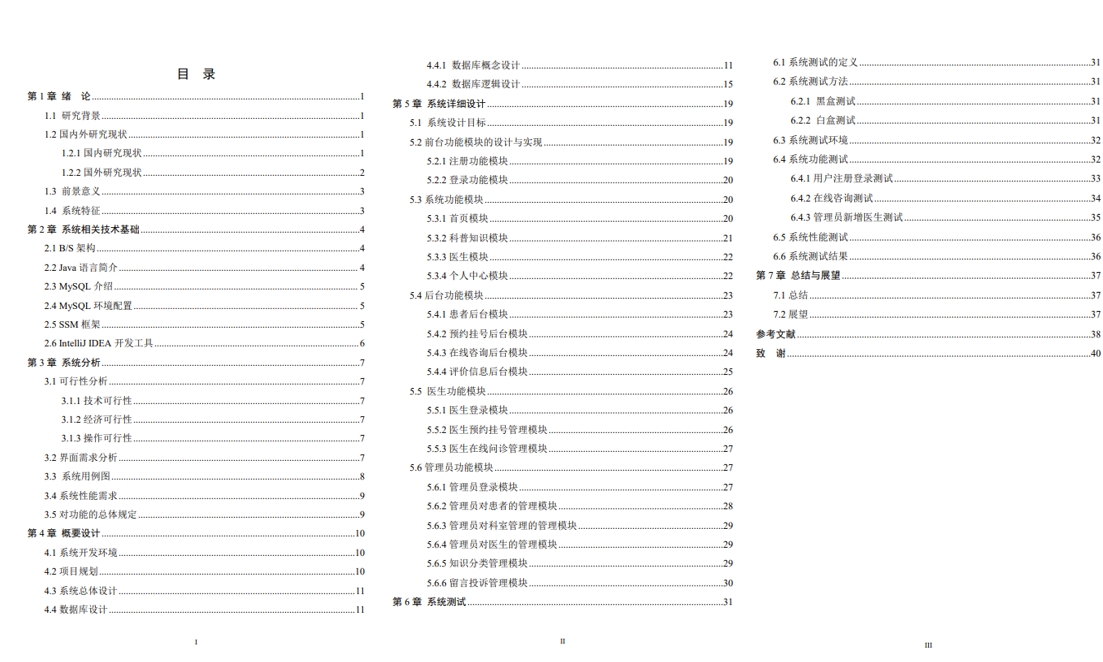 目 录
第 1 章 绪 论 1
1.1 研究背景 1
1.2 国内外研究现状 1
1.2.1 国内研究现状 1
1.2.2 国外研究现状 2
1.3 前景意义 3
1.4 系统特征 3
第 2 章 系统相关技术基础 4
2.1 B/S 架构 4
2.2 Java 语言简介 4
2.3 MySQL 介绍 5
2.4 MySQL 环境配置 5
2.5 SSM 框架 5
2.6 IntelliJ IDEA 开发工具 6
第 3 章 系统分析 7
3.1 可行性分析 7
3.1.1 技术可行性 7
3.1.2 经济可行性 7
3.1.3 操作可行性 7
3.2 界面需求分析 7
3.3 系统用例图 8
3.4 系统性能需求 9
3.5 对功能的总体规定 9
第 4 章 概要设计 10
4.1 系统开发环境 10
4.2 项目规划 10
4.3 系统总体设计 11
4.4 数据库设计 11
I
4.4.1 数据库概念设计 11
4.4.2 数据库逻辑设计 15
第 5 章 系统详细设计 19
5.1 系统设计目标 19
5.2 前台功能模块的设计与实现 19
5.2.1 注册功能模块 19
5.2.2 登录功能模块 20
5.3 系统功能模块 20
5.3.1 首页模块 20
5.3.2 科普知识模块 21
5.3.3 医生模块 22
5.3.4 个人中心模块 22
5.4 后台功能模块 23
5.4.1 患者后台模块 23
5.4.2 预约挂号后台模块 24
5.4.3 在线咨询后台模块 24
5.4.4 评价信息后台模块 25
5.5 医生功能模块 26
5.5.1 医生登录模块 26
5.5.2 医生预约挂号管理模块 26
5.5.3 医生在线问诊管理模块 27
5.6 管理员功能模块 27
5.6.1 管理员登录模块 27
5.6.2 管理员对患者的管理模块 28
5.6.3 管理员对科室管理的管理模块 29
5.6.4 管理员对医生的管理模块 29
5.6.5 知识分类管理模块 29
5.6.6 留言投诉管理模块 30
第 6 章 系统测试 31
II
6.1 系统测试的定义 31
6.2 系统测试方法 31
6.2.1 黑盒测试 31
6.2.2 白盒测试 31
6.3 系统测试环境 32
6.4 系统功能测试 32
6.4.1 用户注册登录测试 33
6.4.2 在线咨询测试 34
6.4.3 管理员新增医生测试 35
6.5 系统性能测试 36
6.6 系统测试结果 36
第 7 章 总结与展望 37
7.1 总结 37
7.2 展望 37
参考文献 38
致 谢 40
III